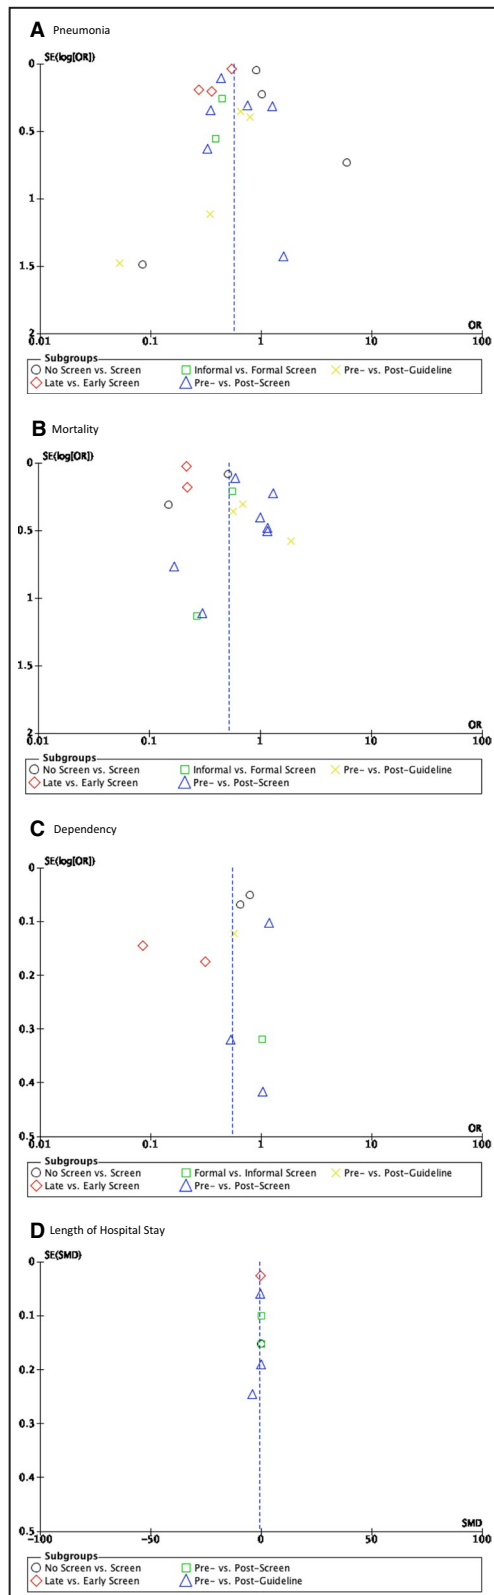 A Pneumonia
SE(log[OR])
0
0.5
1
1.5
2
0.01 0.1 1 10 100
OR
Subgroups
No Screen vs. Screen Informal vs. Formal Screen Pre- vs. Post-Guideline
Late vs. Early Screen Pre- vs. Post-Screen
B Mortality
SE(log[OR])
0
0.5
1
1.5
2
0.01 0.1 1 10 100
OR
Subgroups
No Screen vs. Screen Informal vs. Formal Screen Pre- vs. Post-Guideline
Late vs. Early Screen Pre- vs. Post-Screen
C Dependency
SE(log[OR])
0
0.1
0.2
0.3
0.4
0.5
0.01 0.1 1 10 100
OR
Subgroups
No Screen vs. Screen Formal vs. Informal Screen Pre- vs. Post-Guideline
Late vs. Early Screen Pre- vs. Post-Screen
D Length of Hospital Stay
SE(SMD)
0
0.1
0.2
0.3
0.4
0.5
-100 -50 0 50 100
SMD
Subgroups
No Screen vs. Screen Pre- vs. Post-Screen
Late vs. Early Screen Pre- vs. Post-Guideline